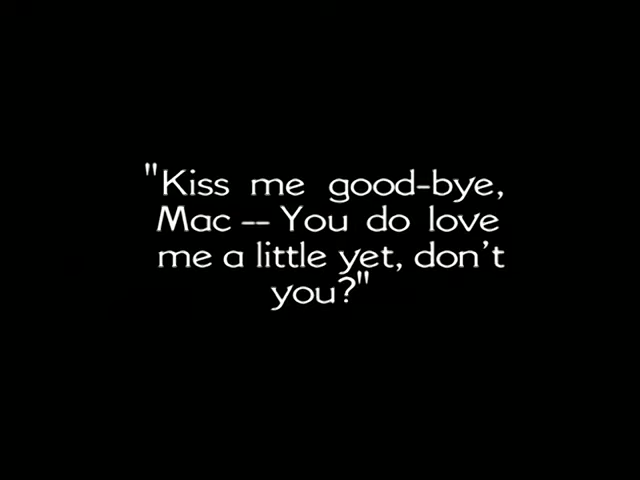 "Kiss me good-bye,
Mac -- You do love
me a little yet, don't
you?"